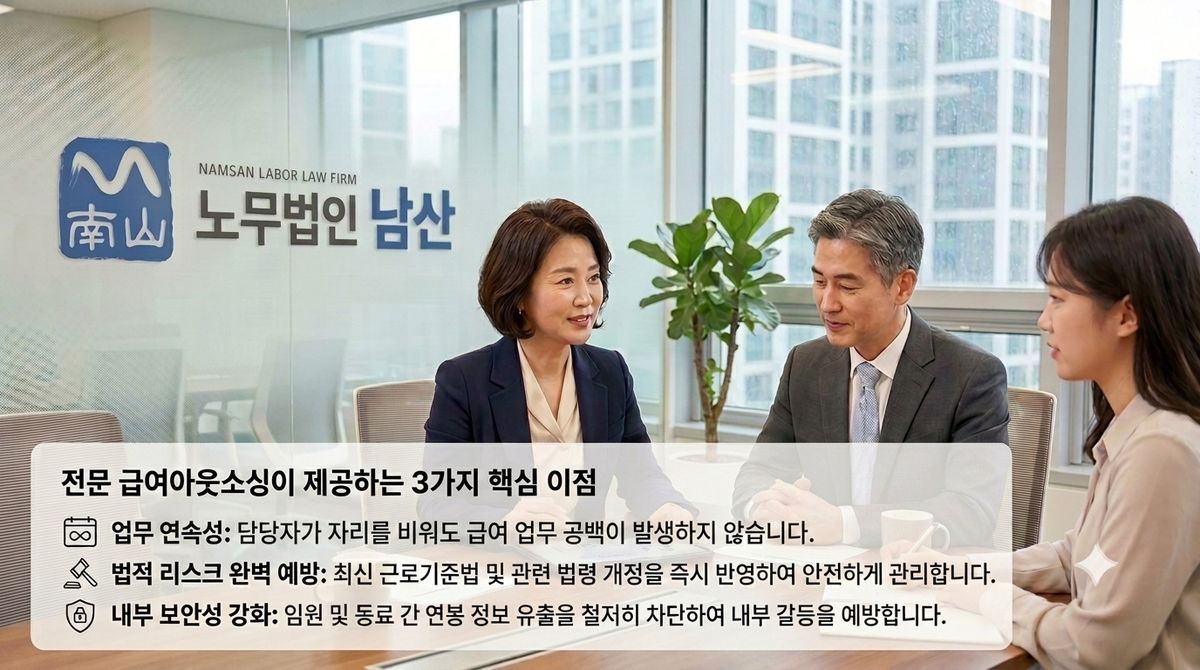 南山
NAMSAN LABOR LAW FIRM
노무법인 남산
전문 급여아웃소싱이 제공하는 3가지 핵심 이점
업무 연속성: 담당자가 자리를 비워도 급여 업무 공백이 발생하지 않습니다.
법적 리스크 완벽 예방: 최신 근로기준법 및 관련 법령 개정을 즉시 반영하여 안전하게 관리합니다.
내부 보안성 강화: 임원 및 동료 간 연봉 정보 유출을 철저히 차단하여 내부 갈등을 예방합니다.